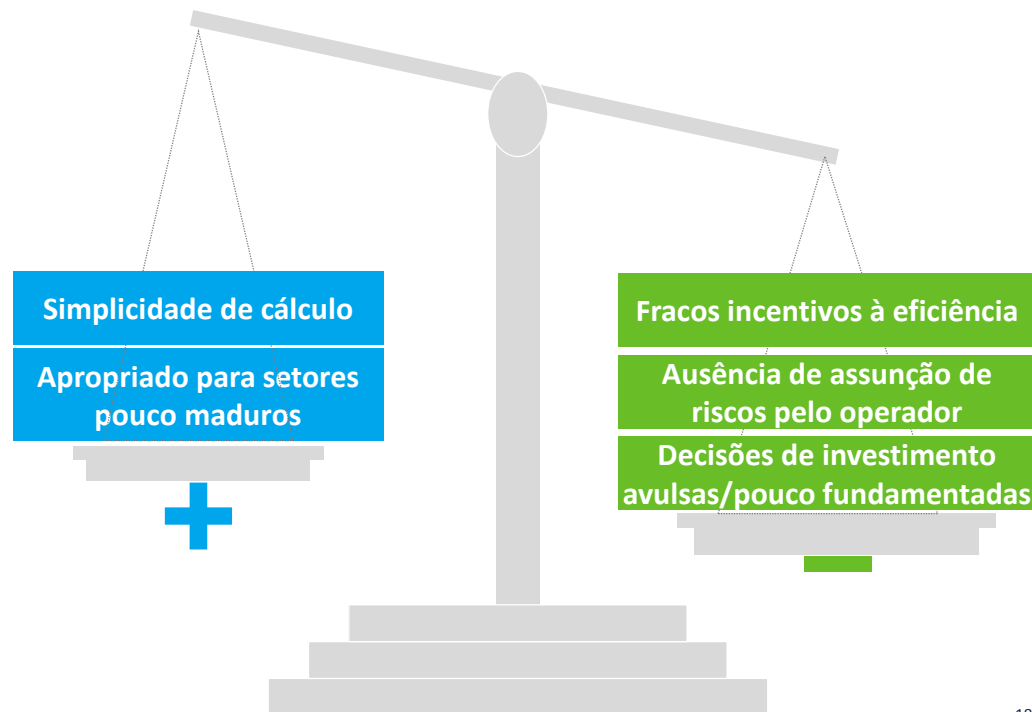 Simplicidade de cálculo
Apropriado para setores
pouco maduros
Fracos incentivos à eficiência
Ausência de assunção de
riscos pelo operador
Decisões de investimento
avulsas/pouco fundamentadas